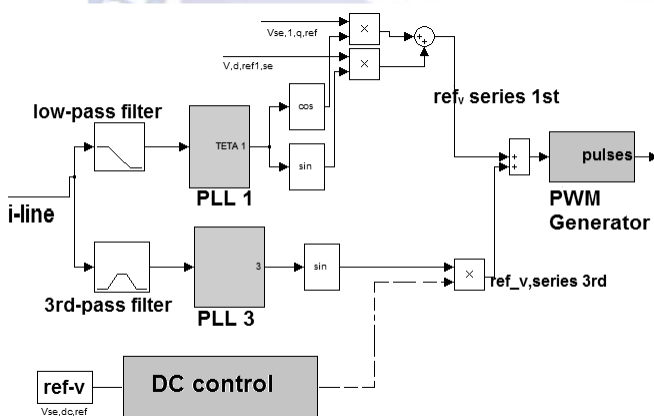 Vse,1,q,ref
×
+
+
V,d,ref1,se
×
low-pass filter
cos
ref_v series 1st
TETA 1
sin
+
+
pulses
PLL 1
PWM
Generator
i-line
3
sin
×
ref_v,series 3rd
3rd-pass filter
PLL 3
ref-v
DC control
Vse,dc,ref